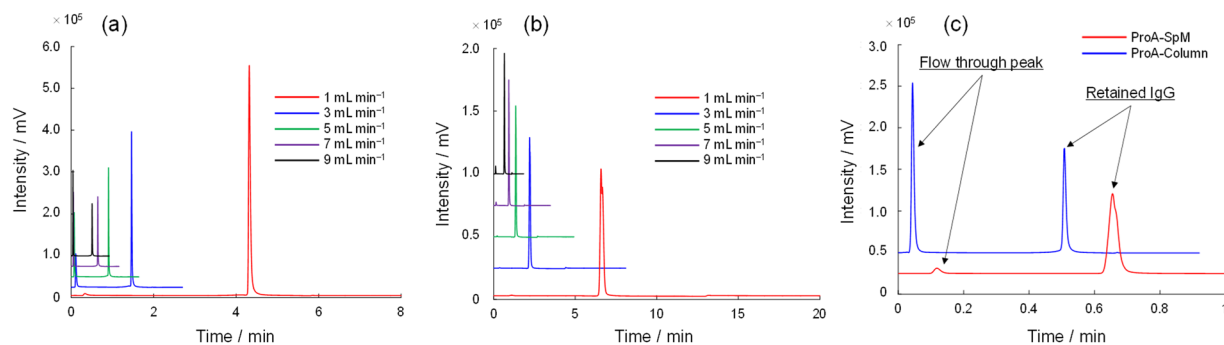 × 10⁵
(a)
6.0
5.0
4.0
3.0
2.0
1.0
0
0
2
4
6
8
Intensity / mV
Time / min
1 mL min⁻¹
3 mL min⁻¹
5 mL min⁻¹
7 mL min⁻¹
9 mL min⁻¹
(b)
× 10⁵
2.0
1.5
1.0
0.5
0
0
5
10
15
20
Intensity / mV
Time / min
1 mL min⁻¹
3 mL min⁻¹
5 mL min⁻¹
7 mL min⁻¹
9 mL min⁻¹
(c)
× 10⁵
ProA-SpM
ProA-Column
Flow through peak
Retained IgG
3.0
2.5
2.0
1.5
1.0
0.5
0
0
0.2
0.4
0.6
0.8
1
Intensity / mV
Time / min